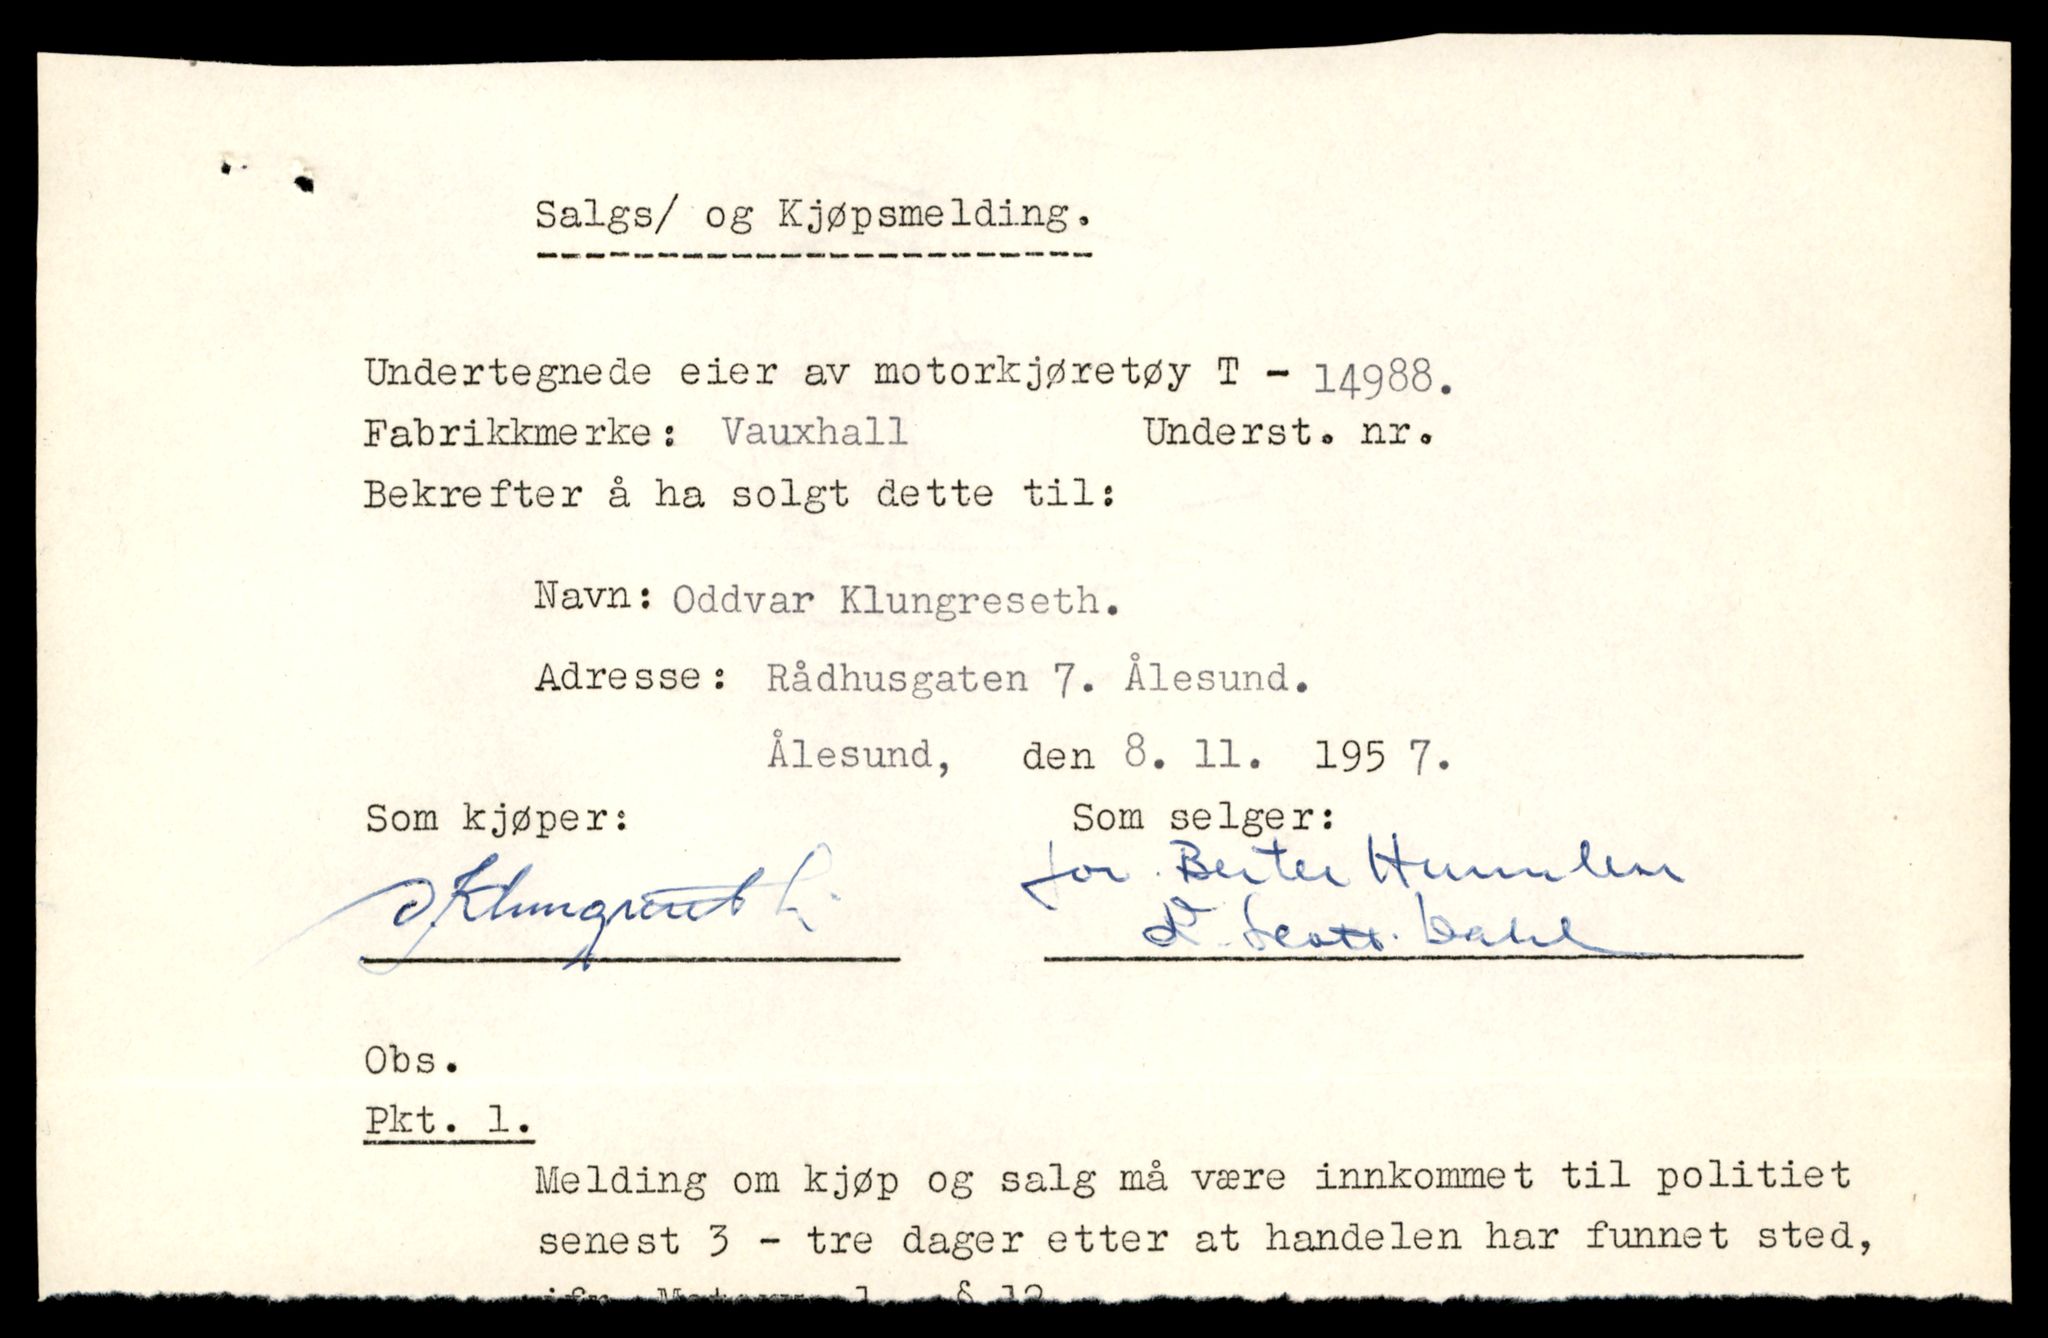 Salgs/ og Kjøpsmelding.
Undertegnede eier av motorkjøretøy T - 14988.
Fabrikkmerke: Vauxhall Underst. nr.
Bekrefter å ha solgt dette til:
Navn: Oddvar Klungreseth.
Adresse: Rådhusgaten 7. Ålesund.
Ålesund, den 8. 11. 1957.
Som kjøper: Som selger:
O Klungreseth for Berter Hummlen
Dahl
Obs.
Pkt. 1.
Melding om kjøp og salg må være innkommet til politiet
senest 3 - tre dager etter at handelen har funnet sted,